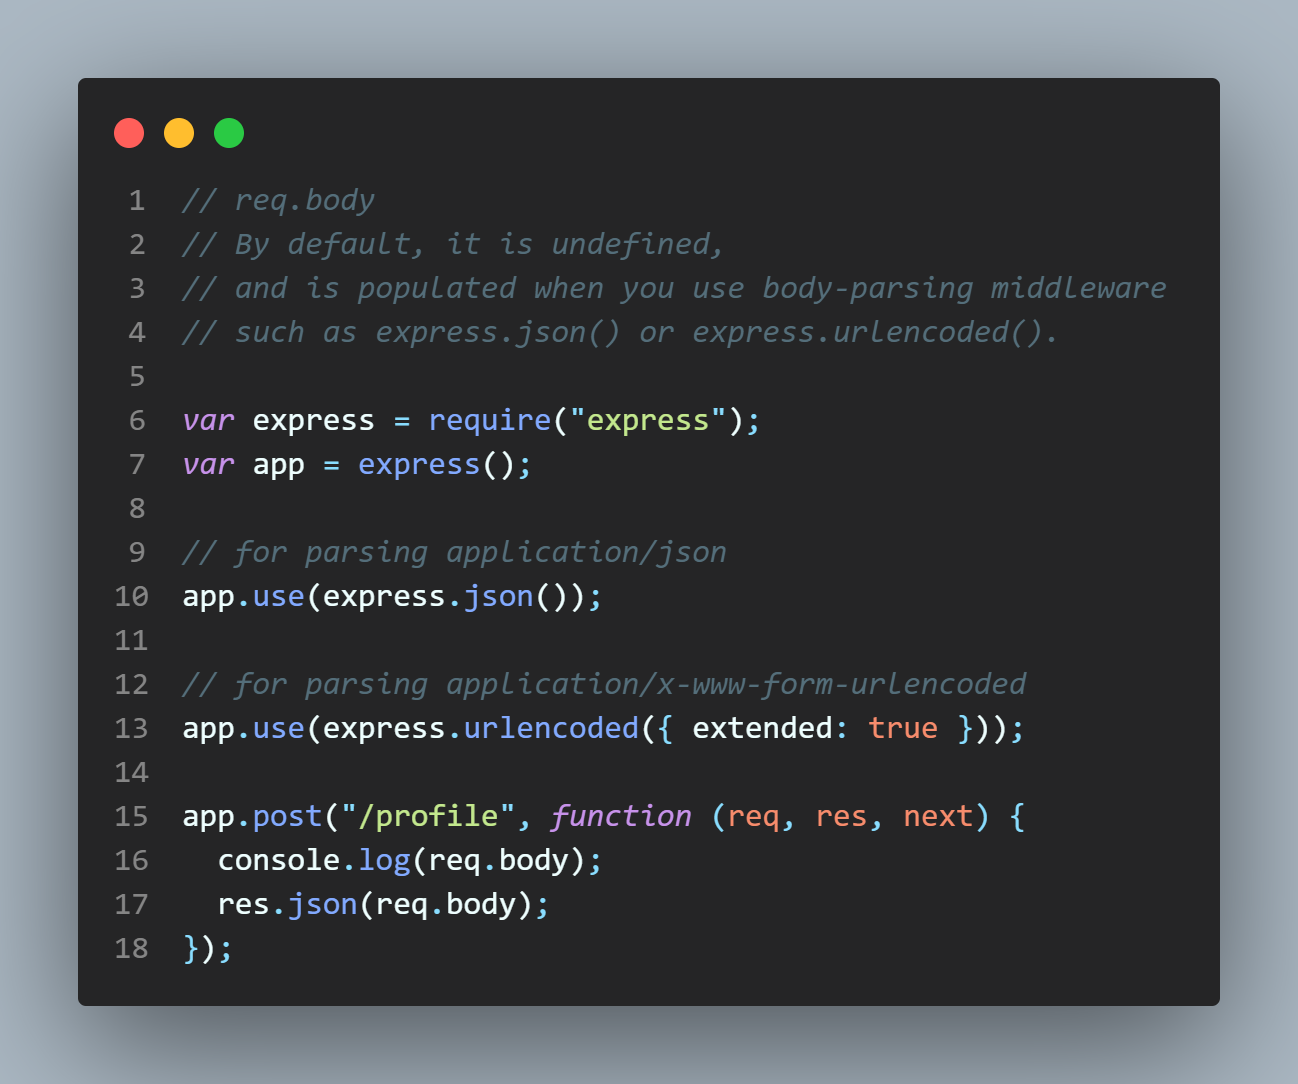 1 // req.body
2 // By default, it is undefined,
3 // and is populated when you use body-parsing middleware
4 // such as express.json() or express.urlencoded().
5
6 var express = require("express");
7 var app = express();
8
9 // for parsing application/json
10 app.use(express.json());
11
12 // for parsing application/x-www-form-urlencoded
13 app.use(express.urlencoded({ extended: true }));
14
15 app.post("/profile", function (req, res, next) {
16   console.log(req.body);
17   res.json(req.body);
18 });